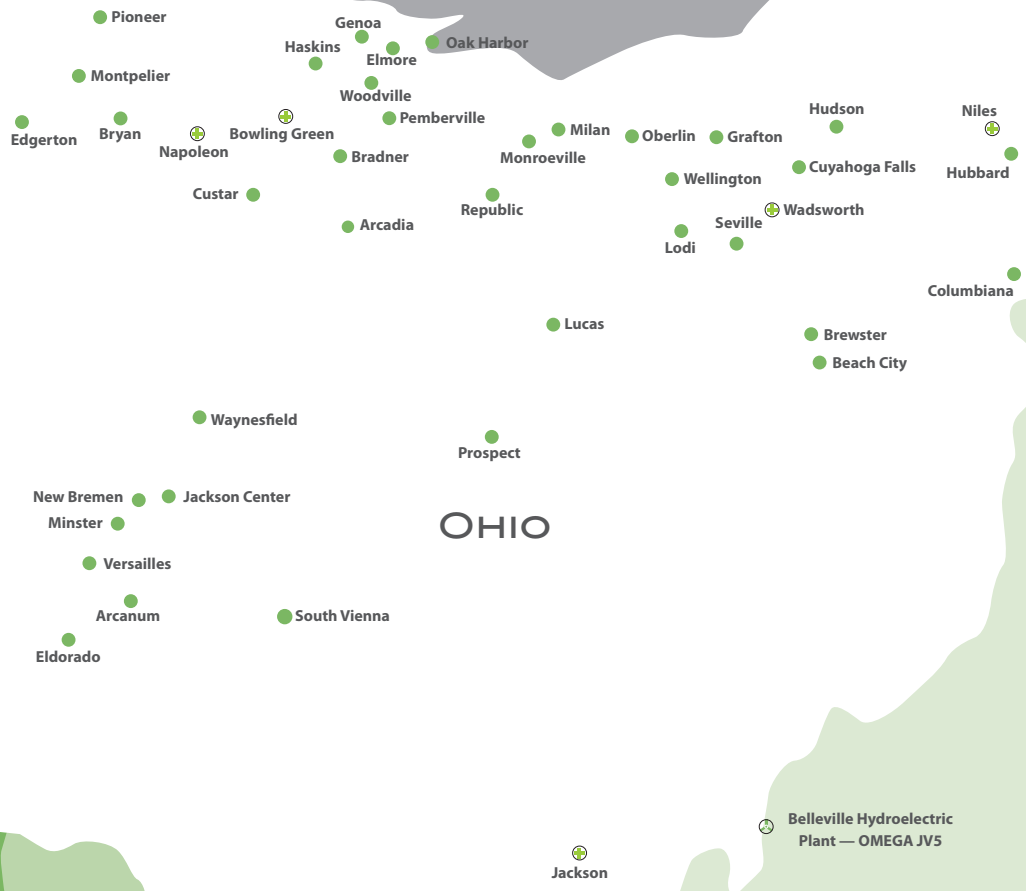 Pioneer
Genoa
Oak Harbor
Haskins
Elmore
Montpelier
Woodville
Hudson
Niles
Pemberville
Edgerton
Bryan
Bowling Green
Milan
Oberlin
Grafton
Napoleon
Bradner
Monroeville
Cuyahoga Falls
Hubbard
Wellington
Custar
Republic
Wadsworth
Seville
Arcadia
Lodi
Columbiana
Lucas
Brewster
Beach City
Waynesfield
Prospect
New Bremen
Jackson Center
Minster
Ohio
Versailles
Arcanum
South Vienna
Eldorado
Belleville Hydroelectric
Plant — OMEGA JV5
Jackson